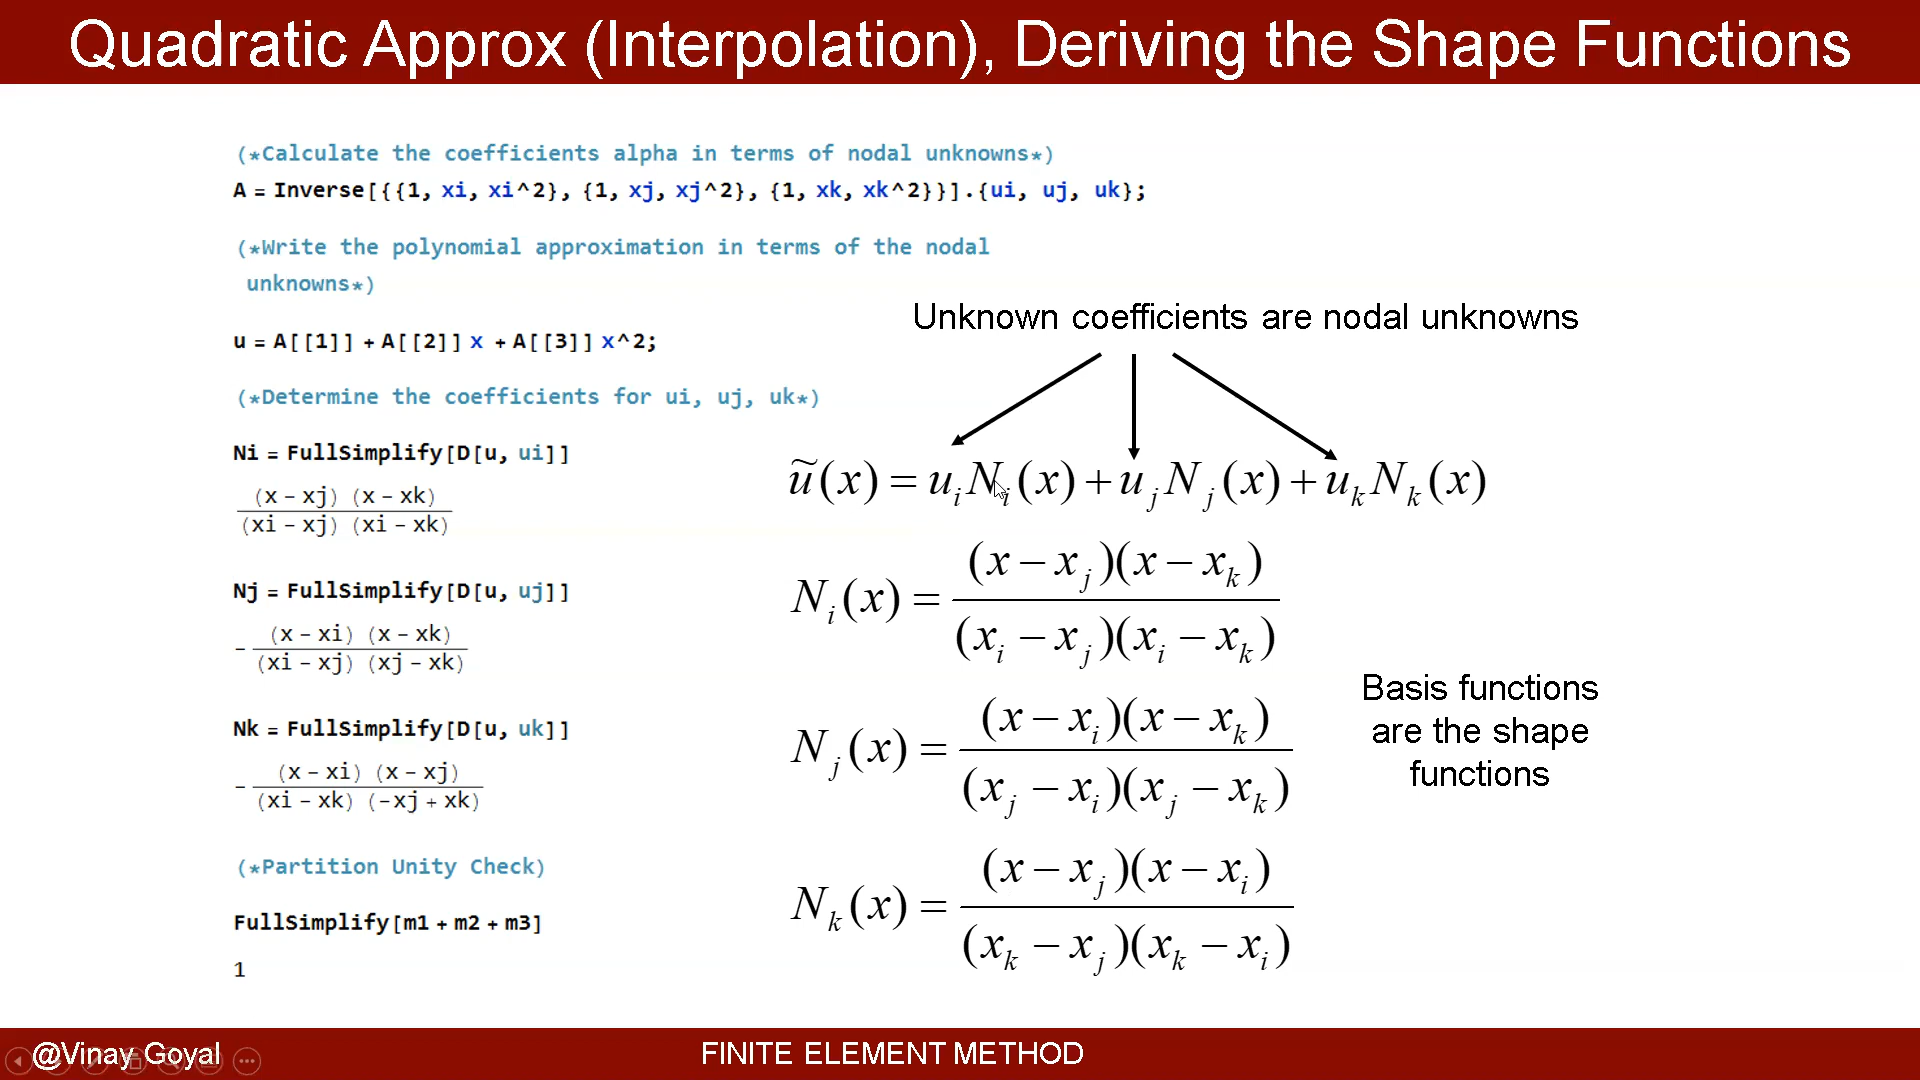 Quadratic Approx (Interpolation), Deriving the Shape Functions
(*Calculate the coefficients alpha in terms of nodal unknowns*)
A = Inverse[{{1, xi, xi^2}, {1, xj, xj^2}, {1, xk, xk^2}}].{ui, uj, uk};
(*Write the polynomial approximation in terms of the nodal
unknowns*)
u = A[[1]] + A[[2]] x + A[[3]] x^2;
(*Determine the coefficients for ui, uj, uk*)
Ni = FullSimplify[D[u, ui]]
(x - xj) (x - xk)
(xi - xj) (xi - xk)
Nj = FullSimplify[D[u, uj]]
- (x - xi) (x - xk)
(xi - xj) (xj - xk)
Nk = FullSimplify[D[u, uk]]
- (x - xi) (x - xj)
(xi - xk) (-xj + xk)
(*Partition Unity Check)
FullSimplify[m1 + m2 + m3]
1
Unknown coefficients are nodal unknowns
ũ(x) = u_i N_i(x) + u_j N_j(x) + u_k N_k(x)
N_i(x) = (x − x_j)(x − x_k)
(x_i − x_j)(x_i − x_k)
N_j(x) = (x − x_i)(x − x_k)
(x_j − x_i)(x_j − x_k)
N_k(x) = (x − x_j)(x − x_i)
(x_k − x_j)(x_k − x_i)
Basis functions
are the shape
functions
@Vinay Goyal
FINITE ELEMENT METHOD